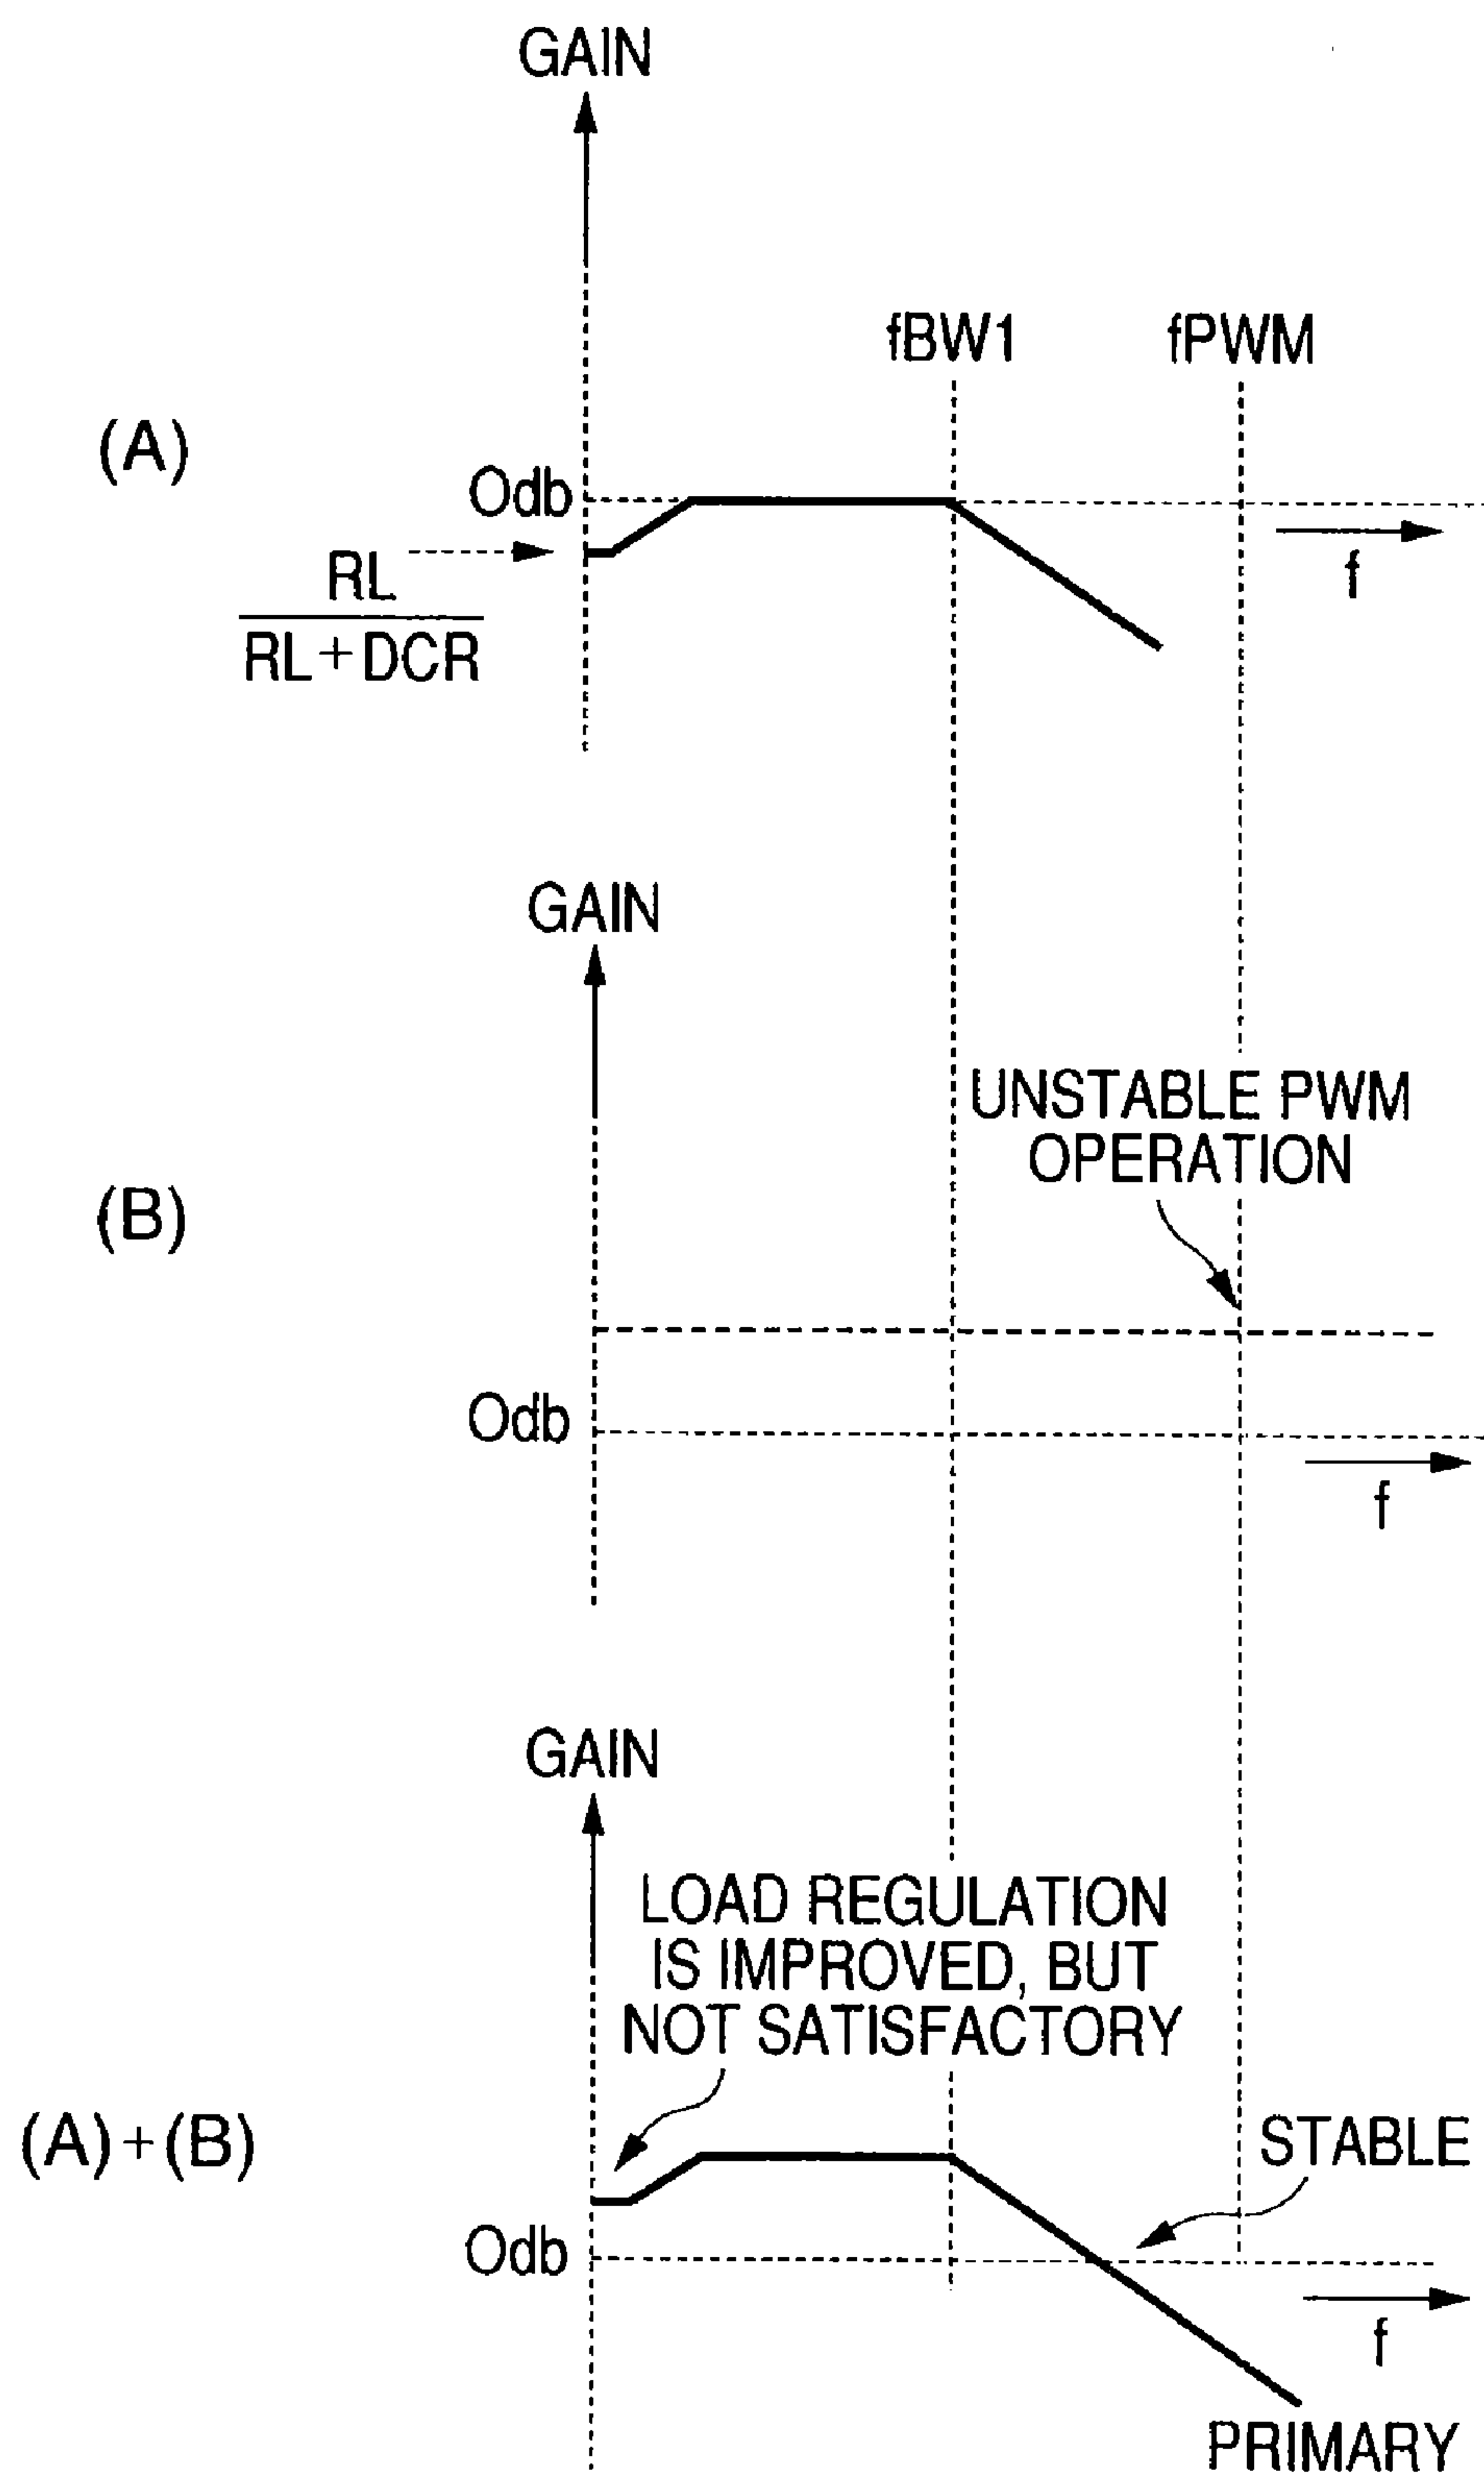 GAIN
fBW1
fPWM
(A)
Odb
f
RL
RL+DCR
GAIN
UNSTABLE PWM
OPERATION
(B)
Odb
f
GAIN
LOAD REGULATION
IS IMPROVED, BUT
NOT SATISFACTORY
(A)+(B)
STABLE
Odb
f
PRIMARY